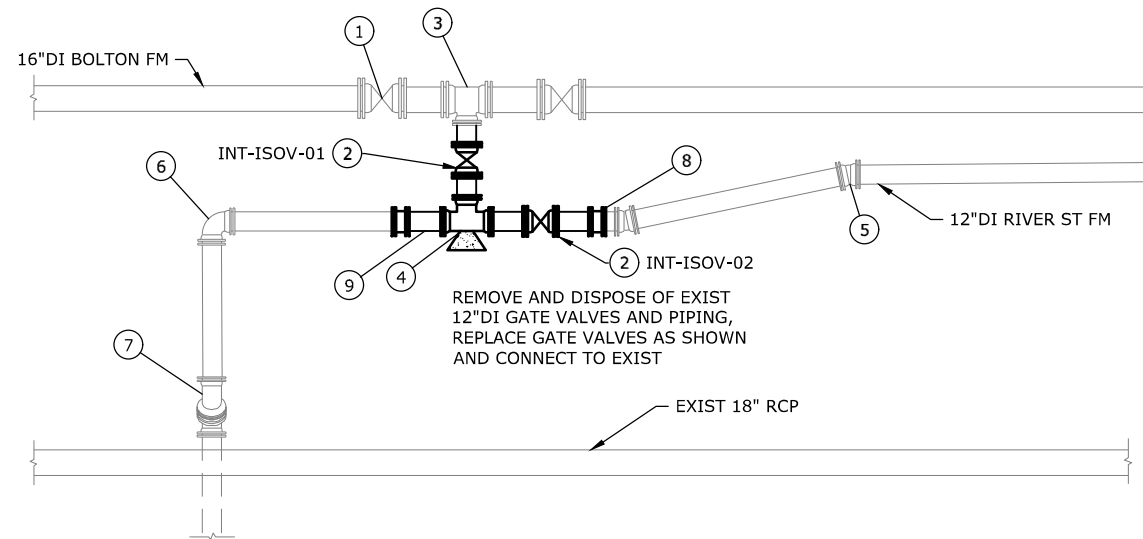 1
3
16"DI BOLTON FM
INT-ISOV-01
2
6
8
12"DI RIVER ST FM
5
2
INT-ISOV-02
4
9
REMOVE AND DISPOSE OF EXIST
12"DI GATE VALVES AND PIPING,
REPLACE GATE VALVES AS SHOWN
AND CONNECT TO EXIST
7
EXIST 18" RCP